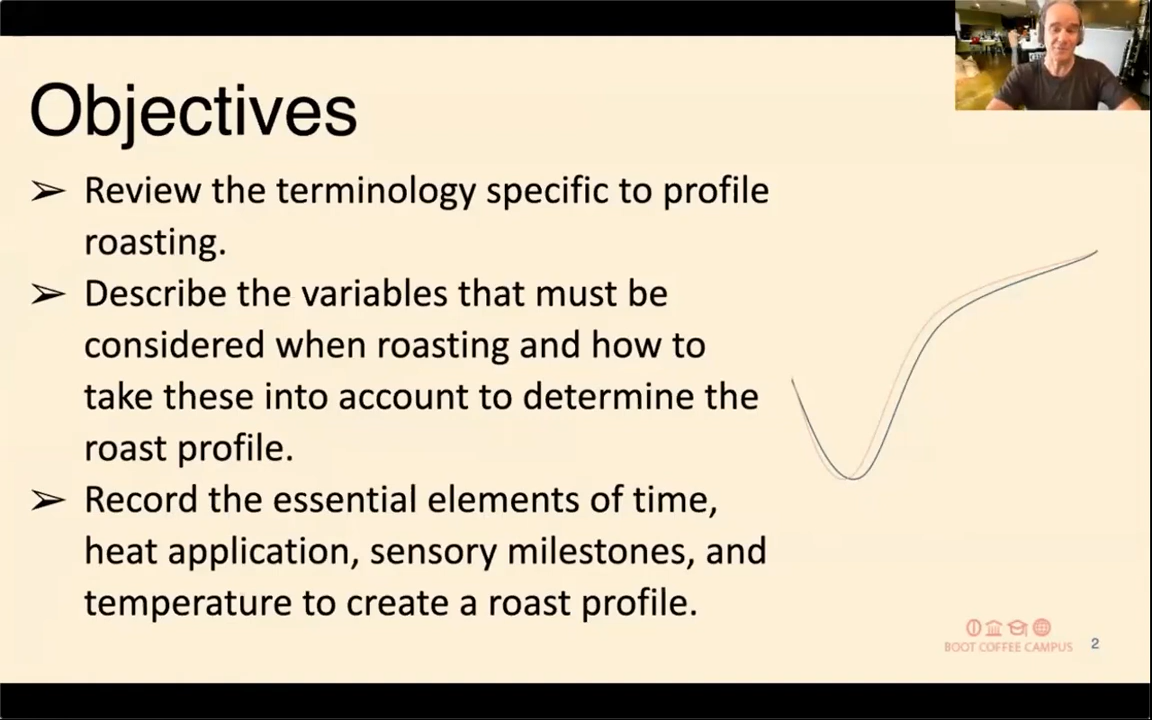 Objectives
➢ Review the terminology specific to profile
roasting.
➢ Describe the variables that must be
considered when roasting and how to
take these into account to determine the
roast profile.
➢ Record the essential elements of time,
heat application, sensory milestones, and
temperature to create a roast profile.
BOOT COFFEE CAMPUS
2